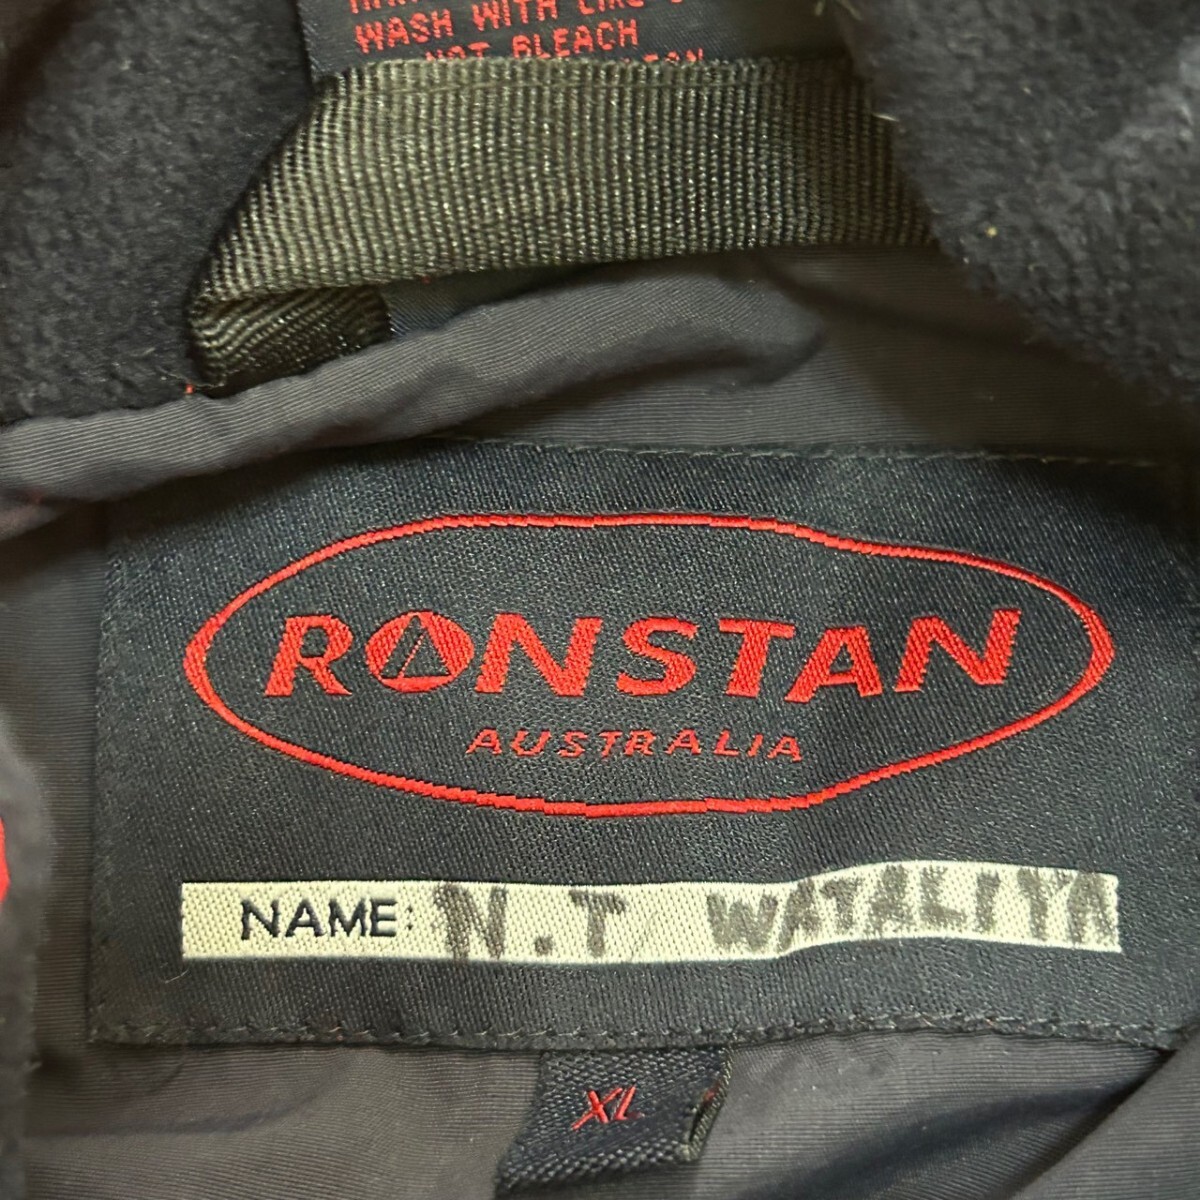 WASH WITH LIKE
NOT BLEACH
RONSTAN
AUSTRALIA
NAME: N.T WATALIYA
XL